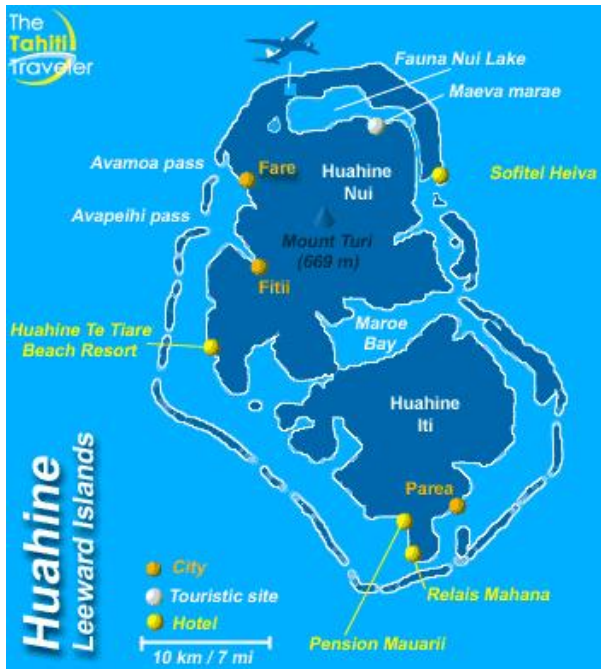 The
Tahiti
Traveler
Fauna Nui Lake
Maeva marae
Avamoa pass
Fare
Huahine
Nui
Sofitel Heiva
Avapeihi pass
Mount Turi
(669 m)
Fitii
Huahine Te Tiare
Beach Resort
Maroe
Bay
Huahine
Iti
Parea
Huahine
Leeward Islands
City
Touristic site
Hotel
10 km / 7 mi
Relais Mahana
Pension Mauarii